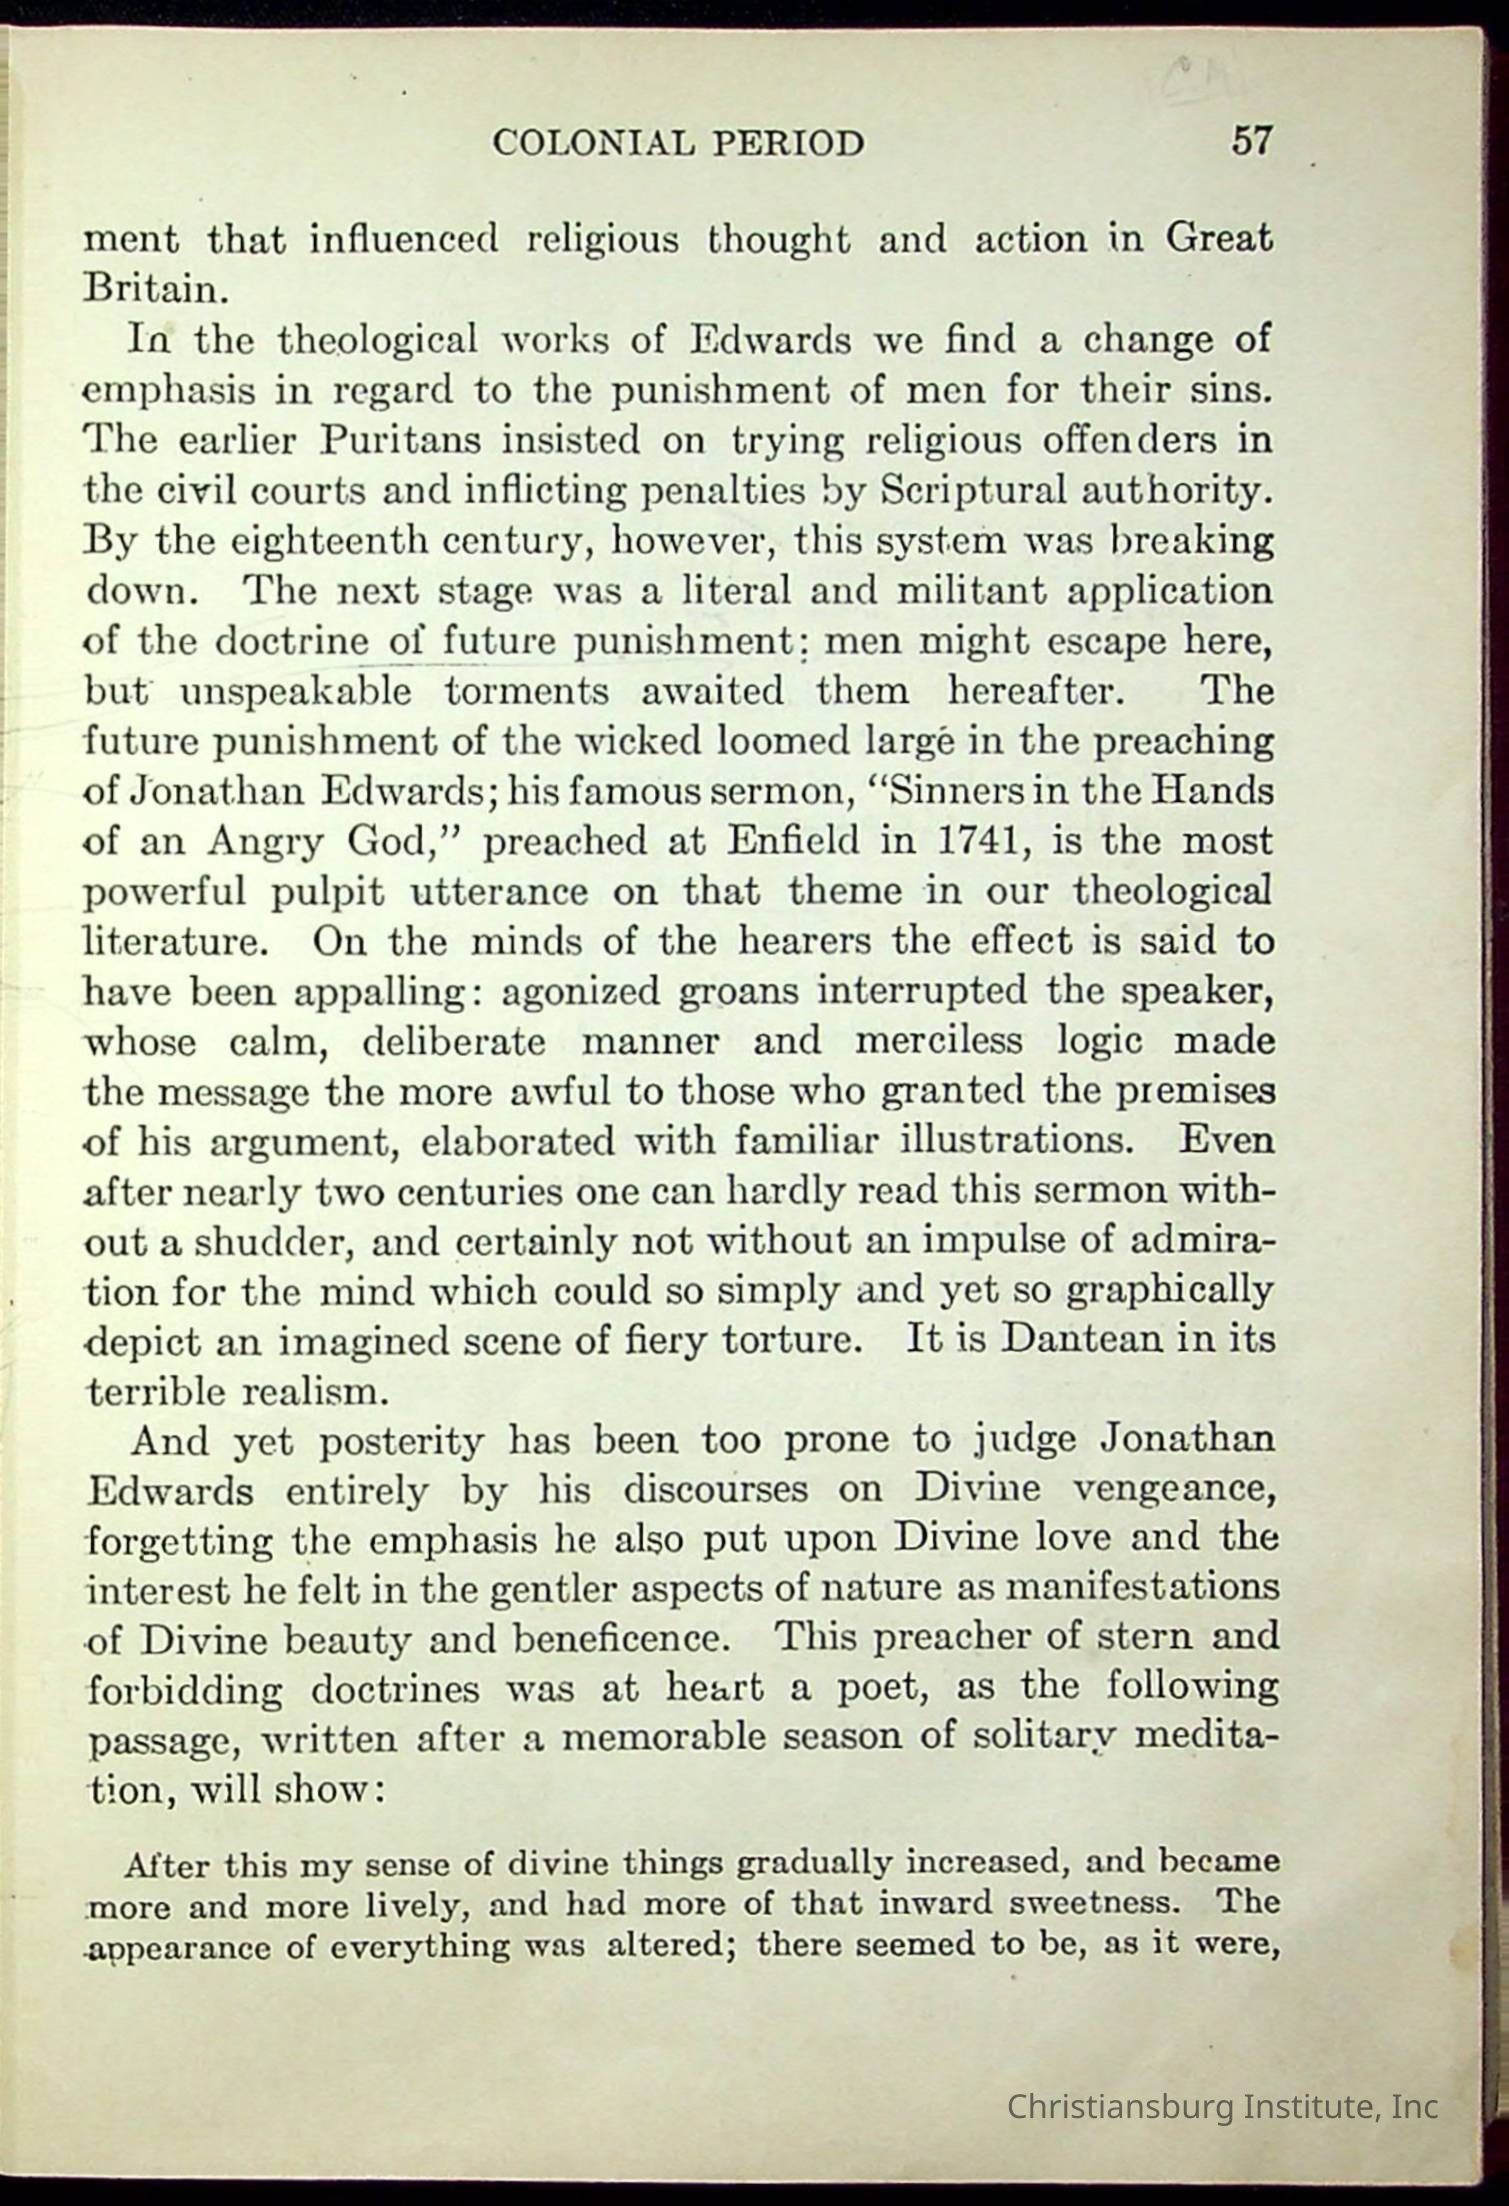 COLONIAL PERIOD 57
ment that influenced religious thought and action in Great
Britain.
In the theological works of Edwards we find a change of
emphasis in regard to the punishment of men for their sins.
The earlier Puritans insisted on trying religious offenders in
the civil courts and inflicting penalties by Scriptural authority.
By the eighteenth century, however, this system was breaking
down. The next stage was a literal and militant application
of the doctrine of future punishment; men might escape here,
but unspeakable torments awaited them hereafter. The
future punishment of the wicked loomed large in the preaching
of Jonathan Edwards; his famous sermon, “Sinners in the Hands
of an Angry God,” preached at Enfield in 1741, is the most
powerful pulpit utterance on that theme in our theological
literature. On the minds of the hearers the effect is said to
have been appalling: agonized groans interrupted the speaker,
whose calm, deliberate manner and merciless logic made
the message the more awful to those who granted the premises
of his argument, elaborated with familiar illustrations. Even
after nearly two centuries one can hardly read this sermon with-
out a shudder, and certainly not without an impulse of admira-
tion for the mind which could so simply and yet so graphically
depict an imagined scene of fiery torture. It is Dantean in its
terrible realism.
And yet posterity has been too prone to judge Jonathan
Edwards entirely by his discourses on Divine vengeance,
forgetting the emphasis he also put upon Divine love and the
interest he felt in the gentler aspects of nature as manifestations
of Divine beauty and beneficence. This preacher of stern and
forbidding doctrines was at heart a poet, as the following
passage, written after a memorable season of solitary medita-
tion, will show:
After this my sense of divine things gradually increased, and became
more and more lively, and had more of that inward sweetness. The
appearance of everything was altered; there seemed to be, as it were,
Christiansburg Institute, Inc